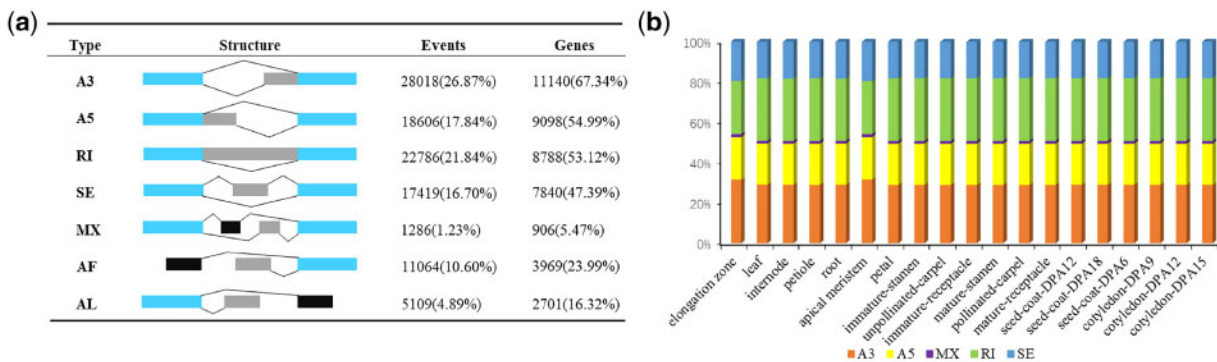 (a)
Type Structure Events Genes
A3 28018(26.87%) 11140(67.34%)
A5 18606(17.84%) 9098(54.99%)
RI 22786(21.84%) 8788(53.12%)
SE 17419(16.70%) 7840(47.39%)
MX 1286(1.23%) 906(5.47%)
AF 11064(10.60%) 3969(23.99%)
AL 5109(4.89%) 2701(16.32%)
(b)
100%
80%
60%
40%
20%
0%
elongation zone
leaf
internode
petiole
root
apical meristem
petal
immature-stamen
unpollinated-carpel
immature-receptacle
mature-stamen
pollinated-carpel
mature-receptacle
seed-coat-DPA12
seed-coat-DPA18
seed-coat-DPA6
cotyledon-DPA9
cotyledon-DPA12
cotyledon-DPA15
A3 A5 MX RI SE